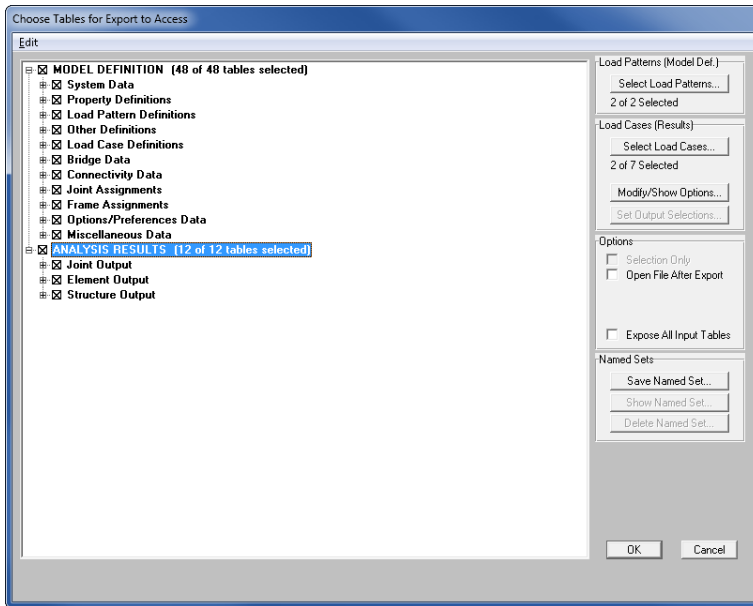 Choose Tables for Export to Access
Edit
MODEL DEFINITION (48 of 48 tables selected)
System Data
Property Definitions
Load Pattern Definitions
Other Definitions
Load Case Definitions
Bridge Data
Connectivity Data
Joint Assignments
Frame Assignments
Options/Preferences Data
Miscellaneous Data
ANALYSIS RESULTS (12 of 12 tables selected)
Joint Output
Element Output
Structure Output
Load Patterns (Model Def.)
Select Load Patterns...
2 of 2 Selected
Load Cases (Results)
Select Load Cases...
2 of 7 Selected
Modify/Show Options...
Set Output Selections...
Options
Selection Only
Open File After Export
Expose All Input Tables
Named Sets
Save Named Set...
Show Named Set...
Delete Named Set...
OK
Cancel